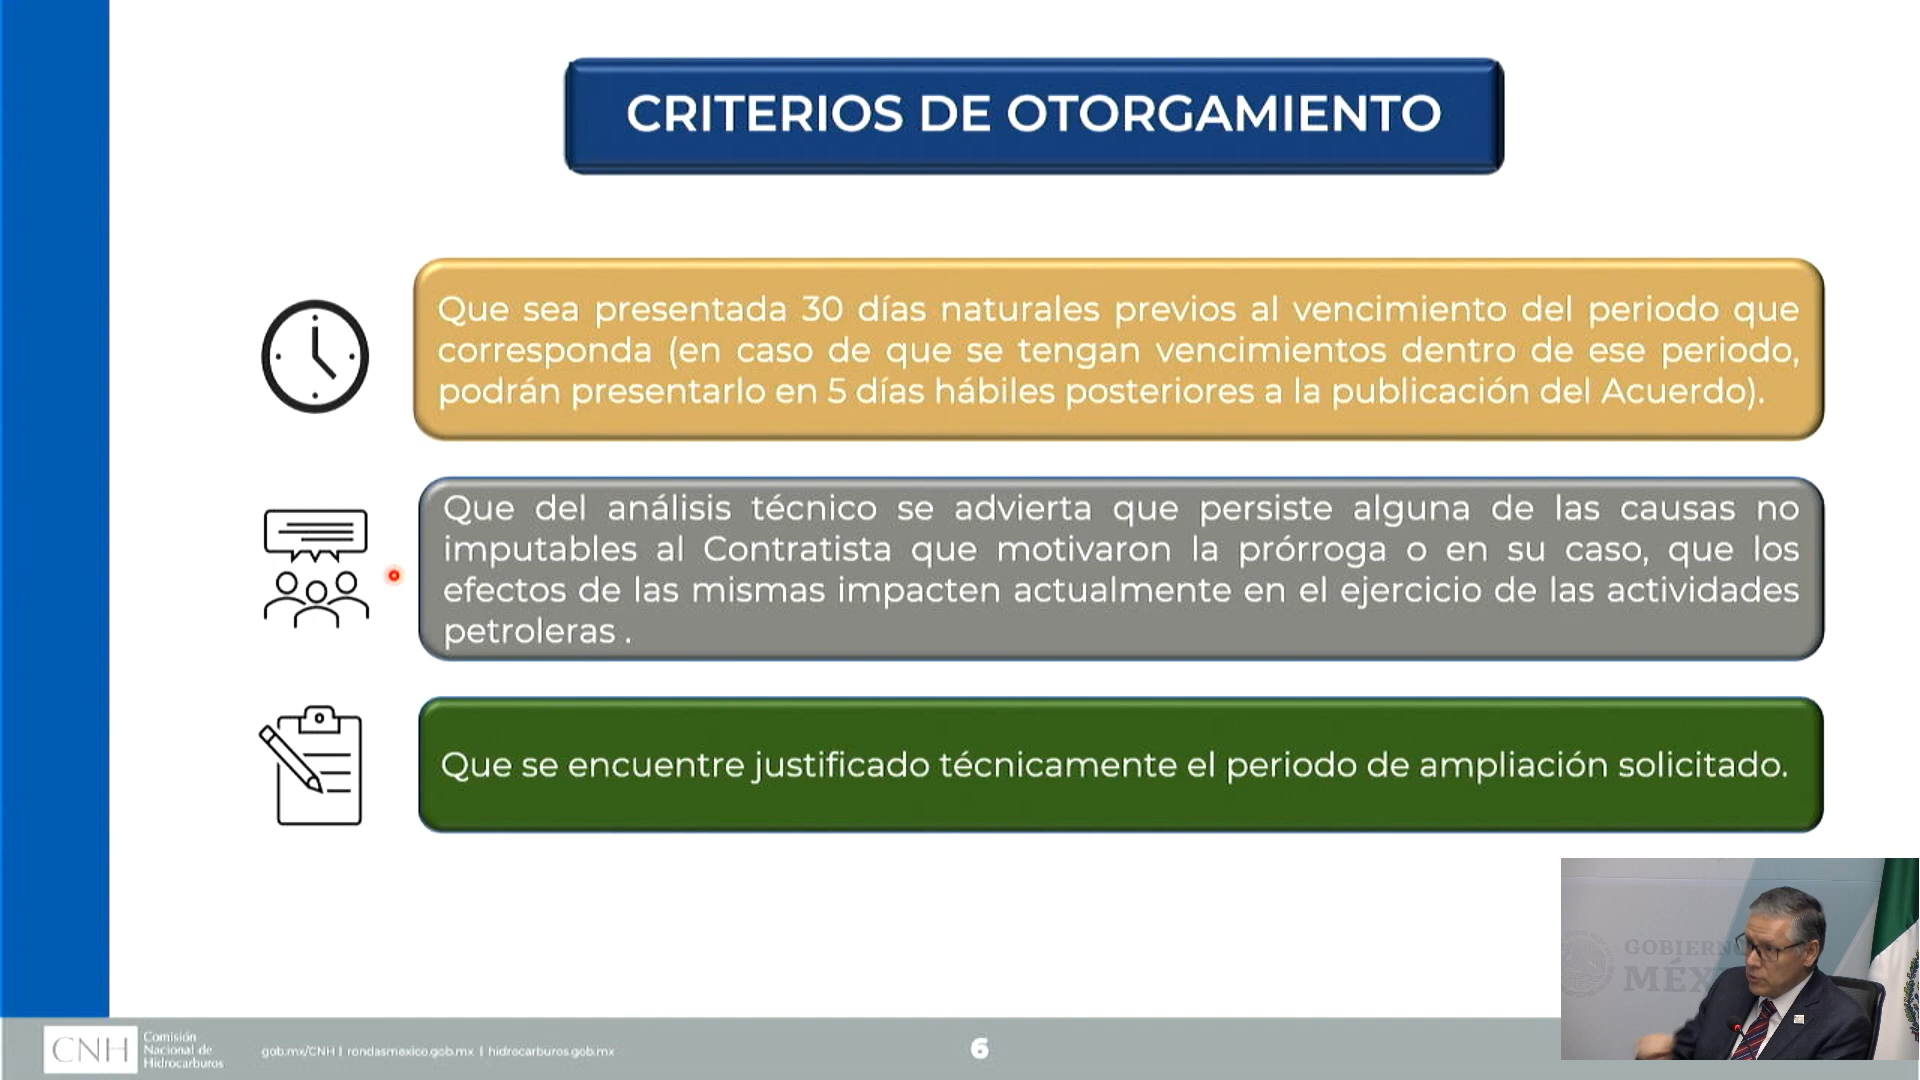 CRITERIOS DE OTORGAMIENTO
Que sea presentada 30 días naturales previos al vencimiento del periodo que
corresponda (en caso de que se tengan vencimientos dentro de ese periodo,
podrán presentarlo en 5 días hábiles posteriores a la publicación del Acuerdo).
Que del análisis técnico se advierta que persiste alguna de las causas no
imputables al Contratista que motivaron la prórroga o en su caso, que los
efectos de las mismas impacten actualmente en el ejercicio de las actividades
petroleras .
Que se encuentre justificado técnicamente el periodo de ampliación solicitado.
GOBIERN
MÉX
CNH
Comisión
Nacional de
Hidrocarburos
gob.mx/CNH | rondasmexico.gob.mx | hidrocarburos.gob.mx
6